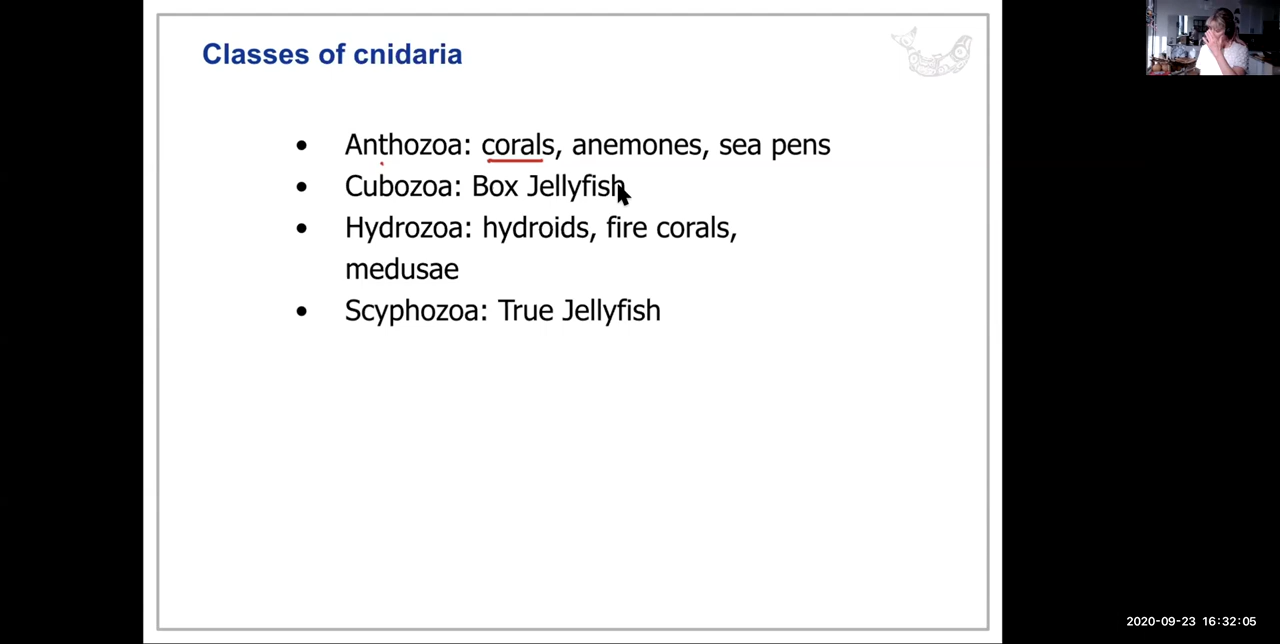 Classes of cnidaria
• Anthozoa: corals, anemones, sea pens
• Cubozoa: Box Jellyfish
• Hydrozoa: hydroids, fire corals,
medusae
• Scyphozoa: True Jellyfish
2020-09-23 16:32:05